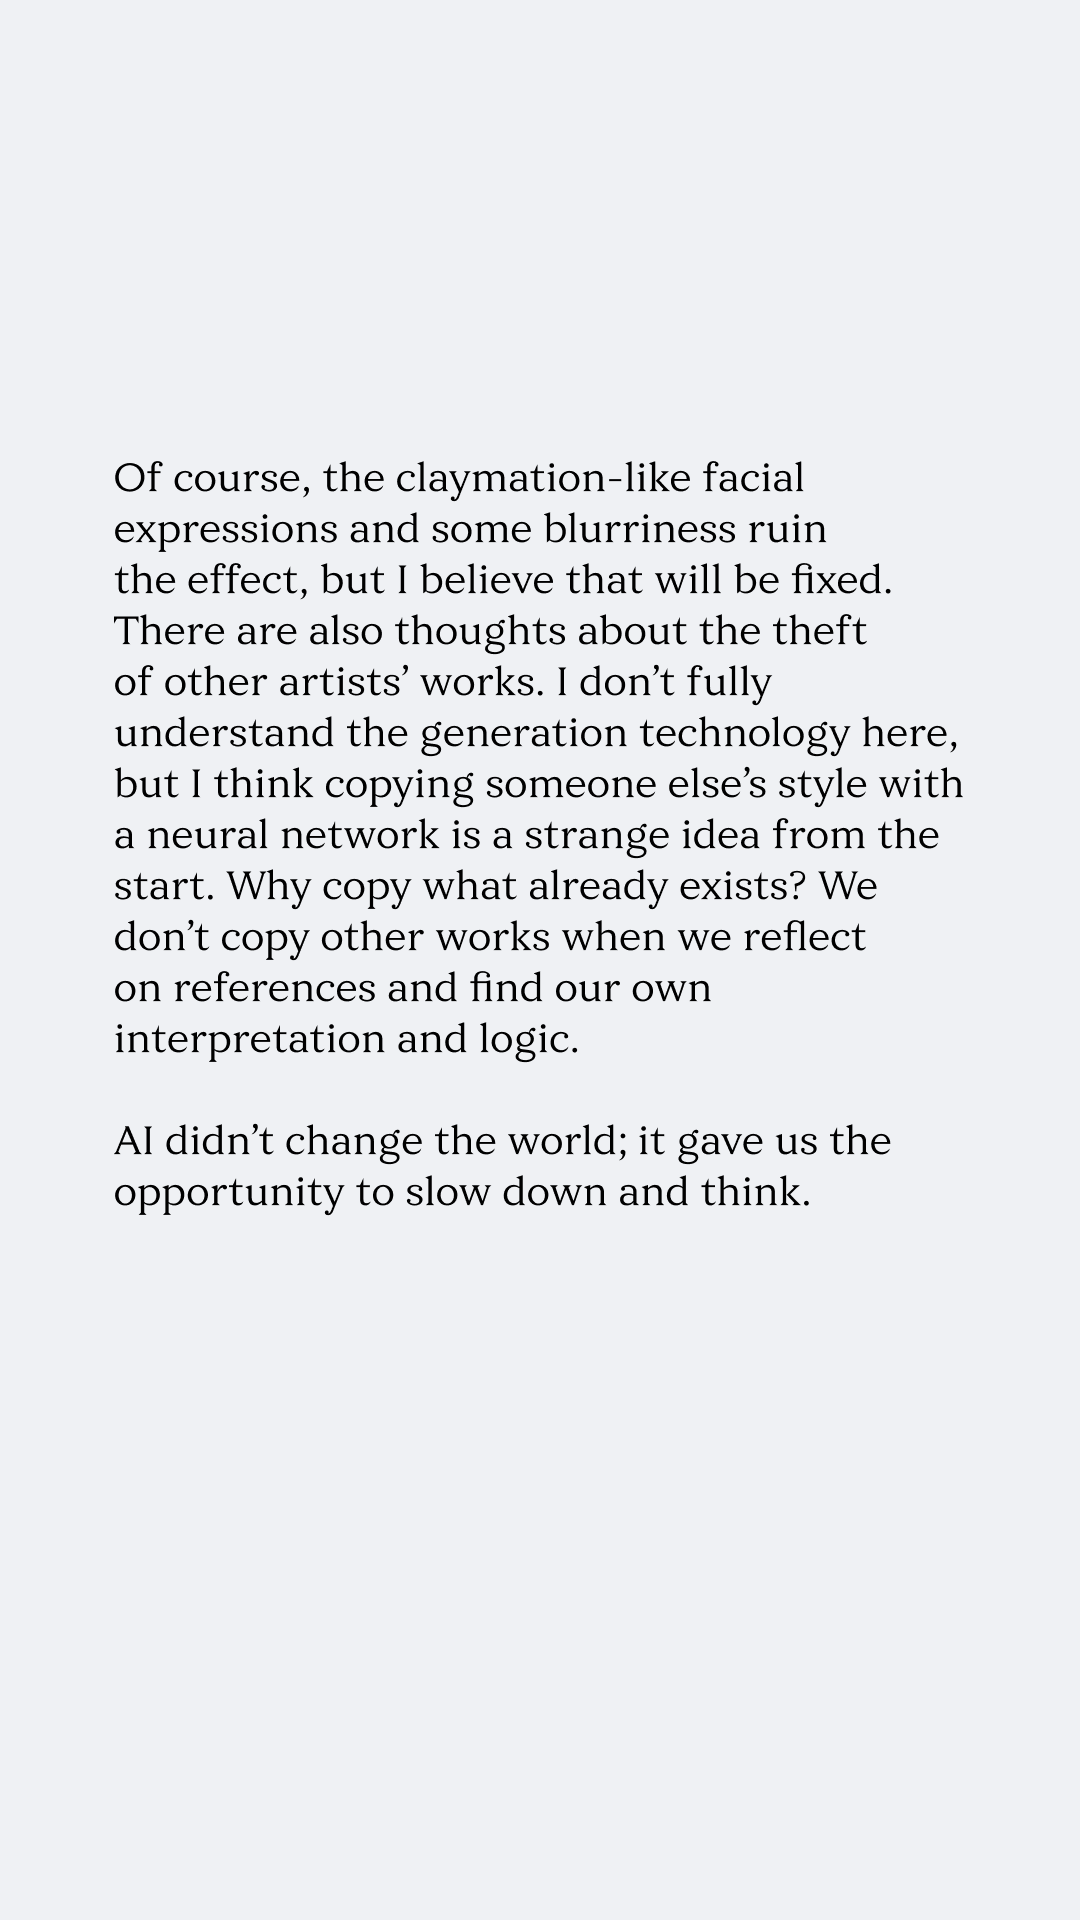 Of course, the claymation-like facial
expressions and some blurriness ruin
the effect, but I believe that will be fixed.
There are also thoughts about the theft
of other artists’ works. I don’t fully
understand the generation technology here,
but I think copying someone else’s style with
a neural network is a strange idea from the
start. Why copy what already exists? We
don’t copy other works when we reflect
on references and find our own
interpretation and logic.

AI didn’t change the world; it gave us the
opportunity to slow down and think.